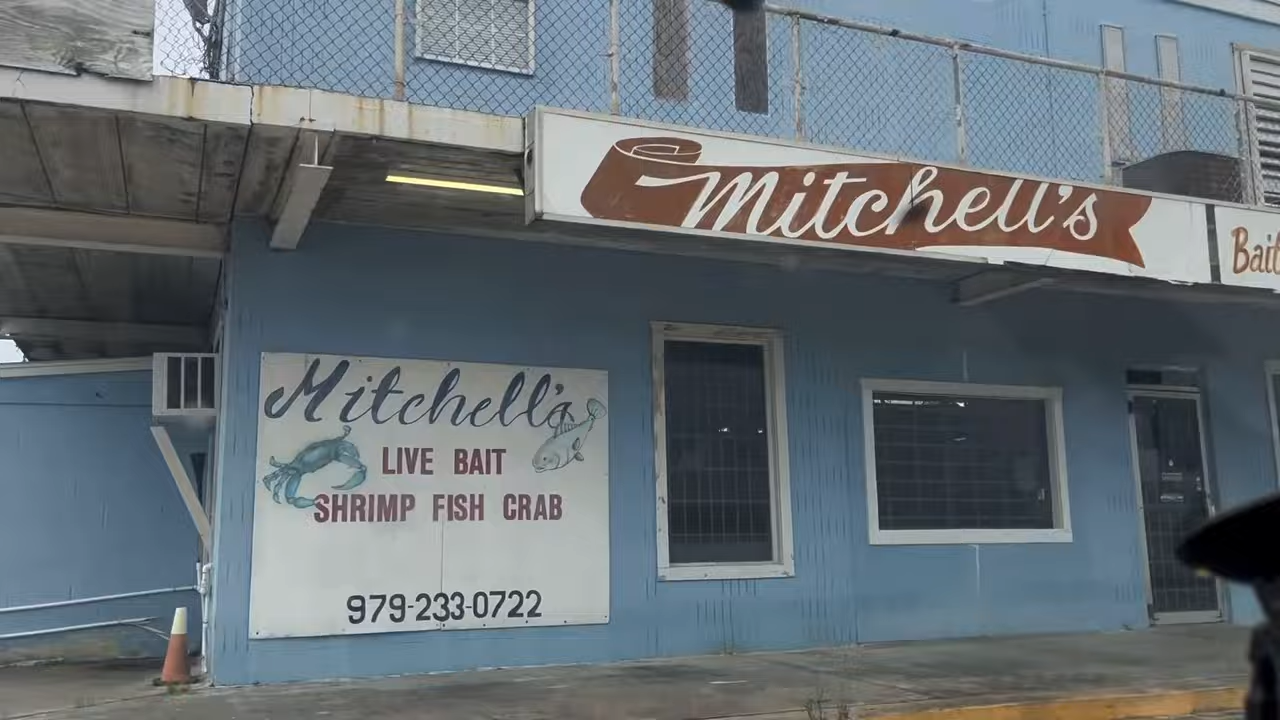 Mitchell's
Bait
Mitchell's
LIVE BAIT
SHRIMP FISH CRAB
979-233-0722